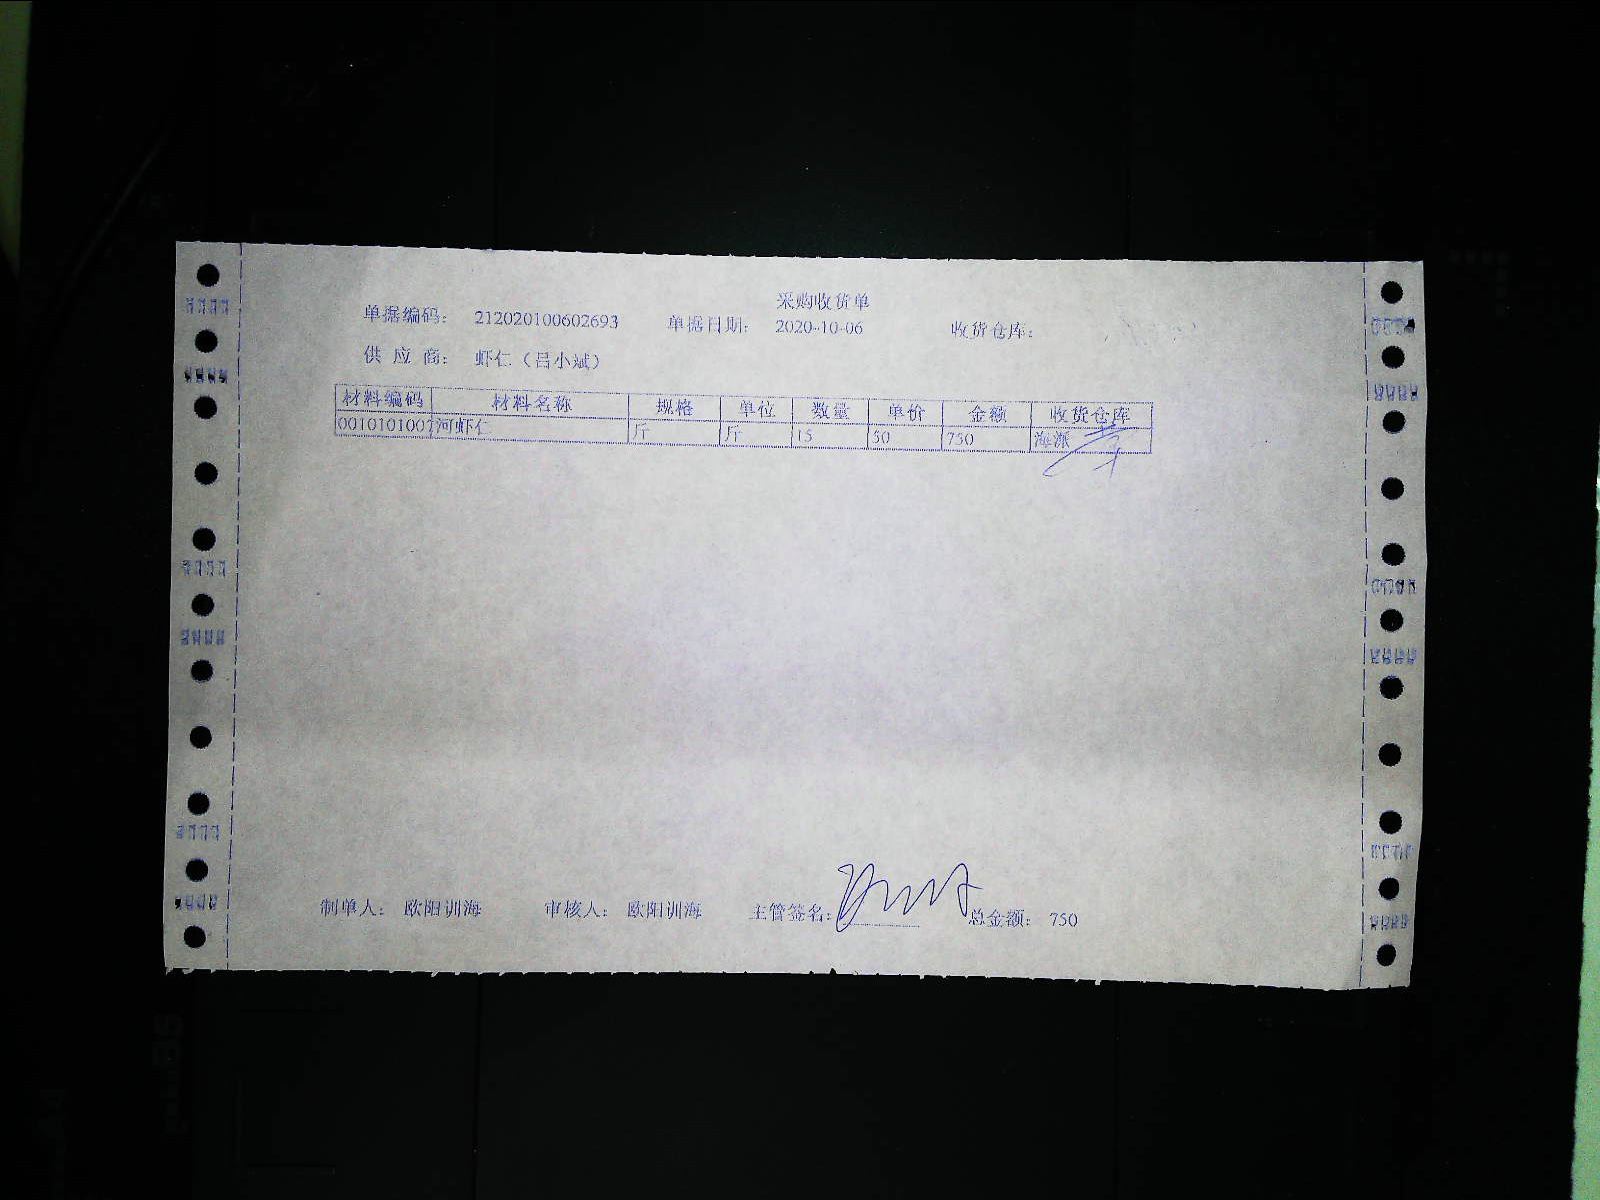 采购收货单
单据编码： 212020100602693 单据日期： 2020-10-06 收货仓库：
供 应 商： 虾仁（吕小斌）
材料编码 材料名称 规格 单位 数量 单价 金额 收货仓库
0010101007 河虾仁 斤 斤 15 50 750 海派
制单人： 欧阳训海 审核人： 欧阳训海 主管签名： 总金额： 750